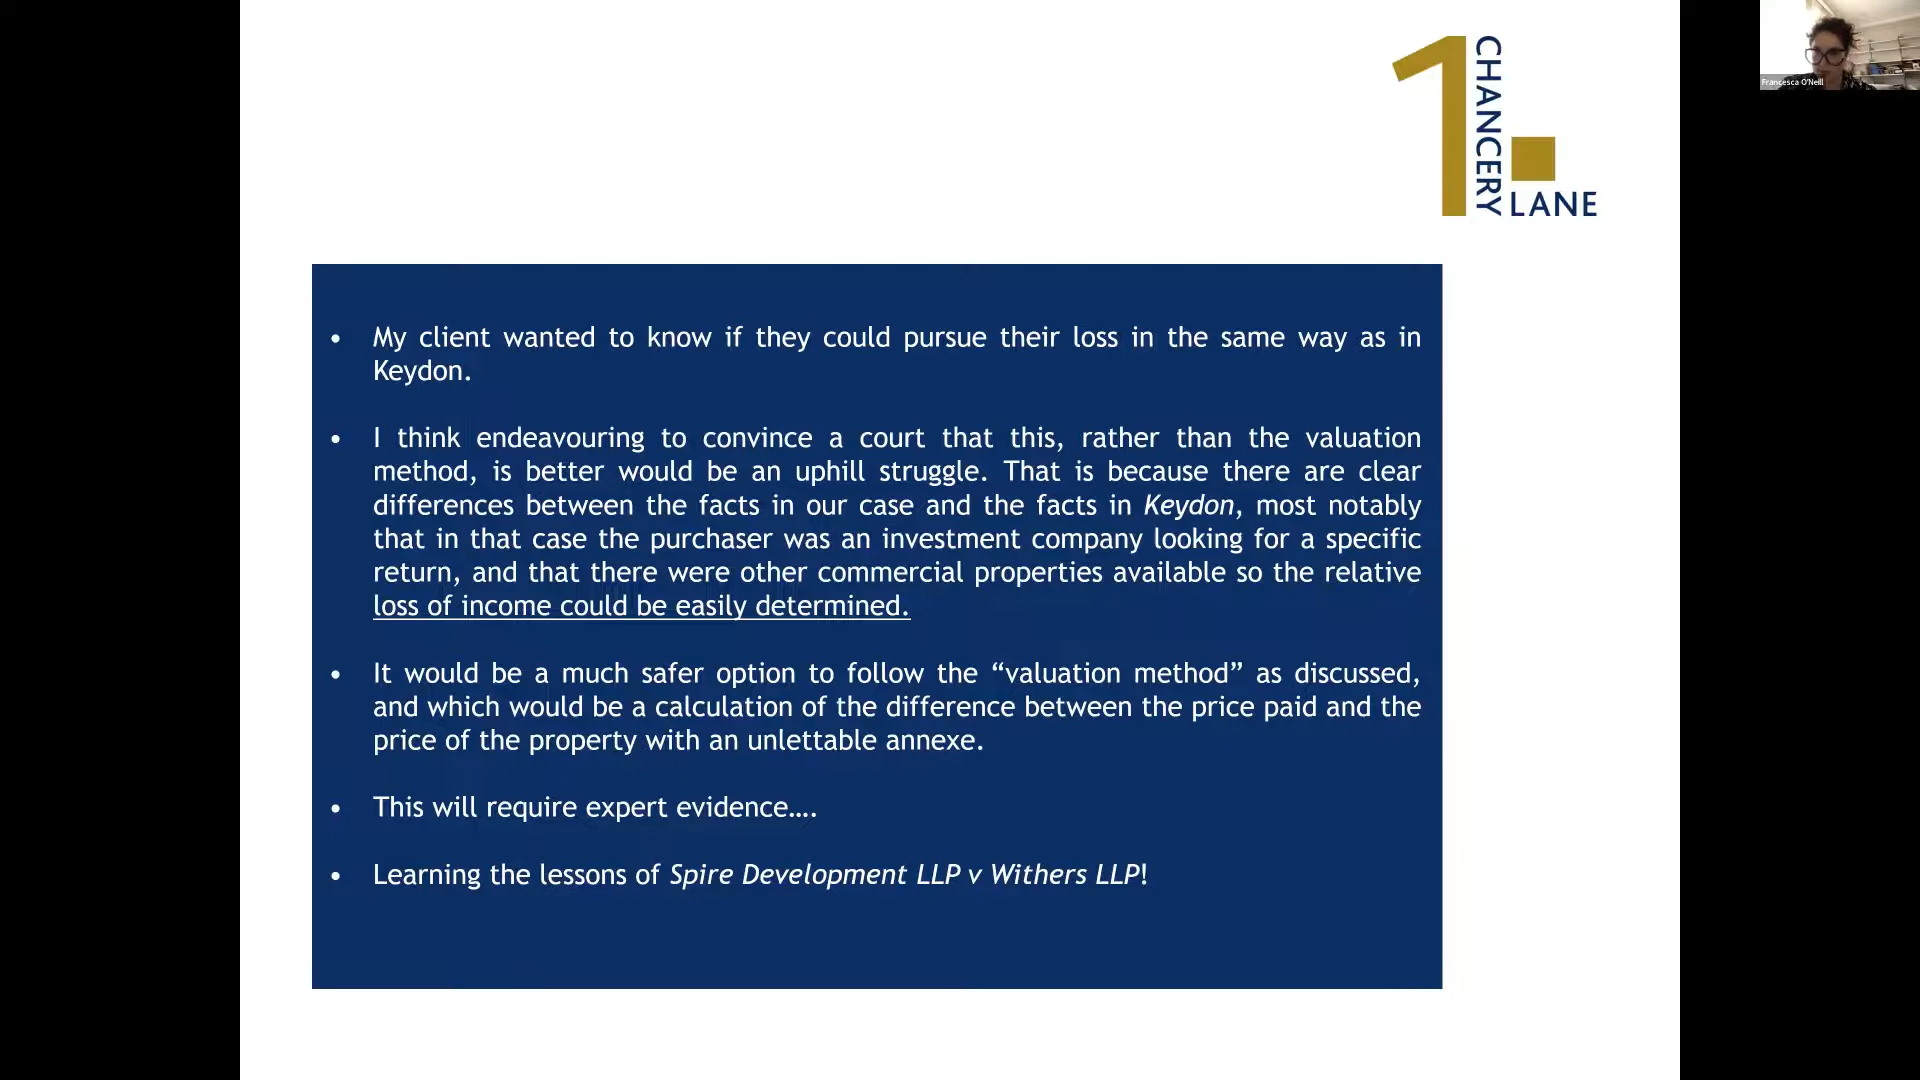 1 CHANCERY LANE
Francesca O'Neill
• My client wanted to know if they could pursue their loss in the same way as in
Keydon.
• I think endeavouring to convince a court that this, rather than the valuation
method, is better would be an uphill struggle. That is because there are clear
differences between the facts in our case and the facts in Keydon, most notably
that in that case the purchaser was an investment company looking for a specific
return, and that there were other commercial properties available so the relative
loss of income could be easily determined.
• It would be a much safer option to follow the “valuation method” as discussed,
and which would be a calculation of the difference between the price paid and the
price of the property with an unlettable annexe.
• This will require expert evidence….
• Learning the lessons of Spire Development LLP v Withers LLP!